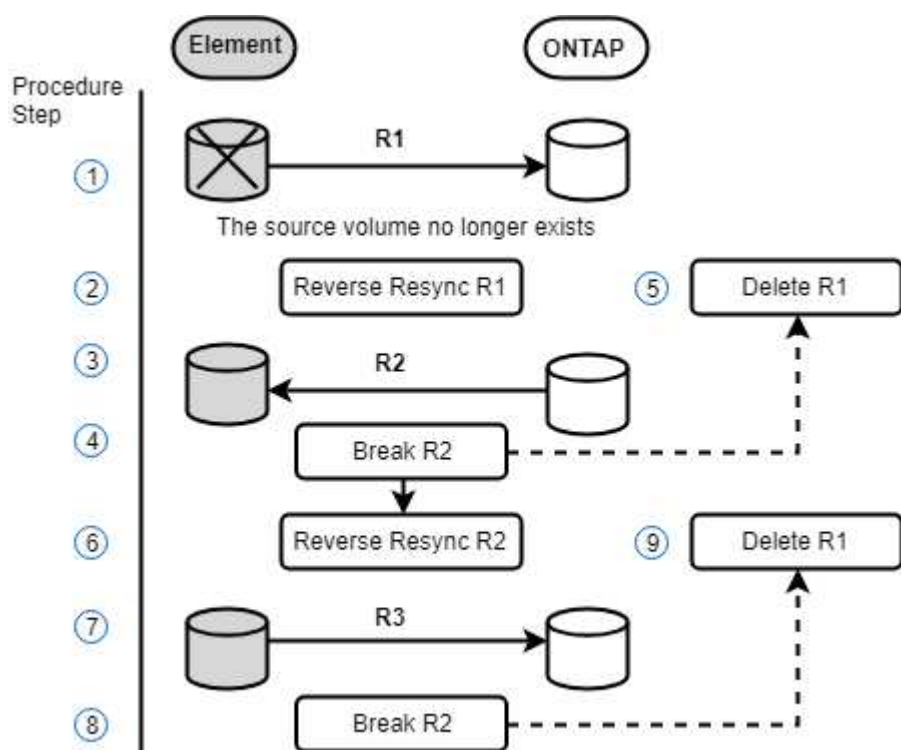 Element
ONTAP
Procedure
Step
R1
1
The source volume no longer exists
2
Reverse Resync R1
5
Delete R1
3
R2
4
Break R2
6
Reverse Resync R2
9
Delete R1
7
R3
8
Break R2